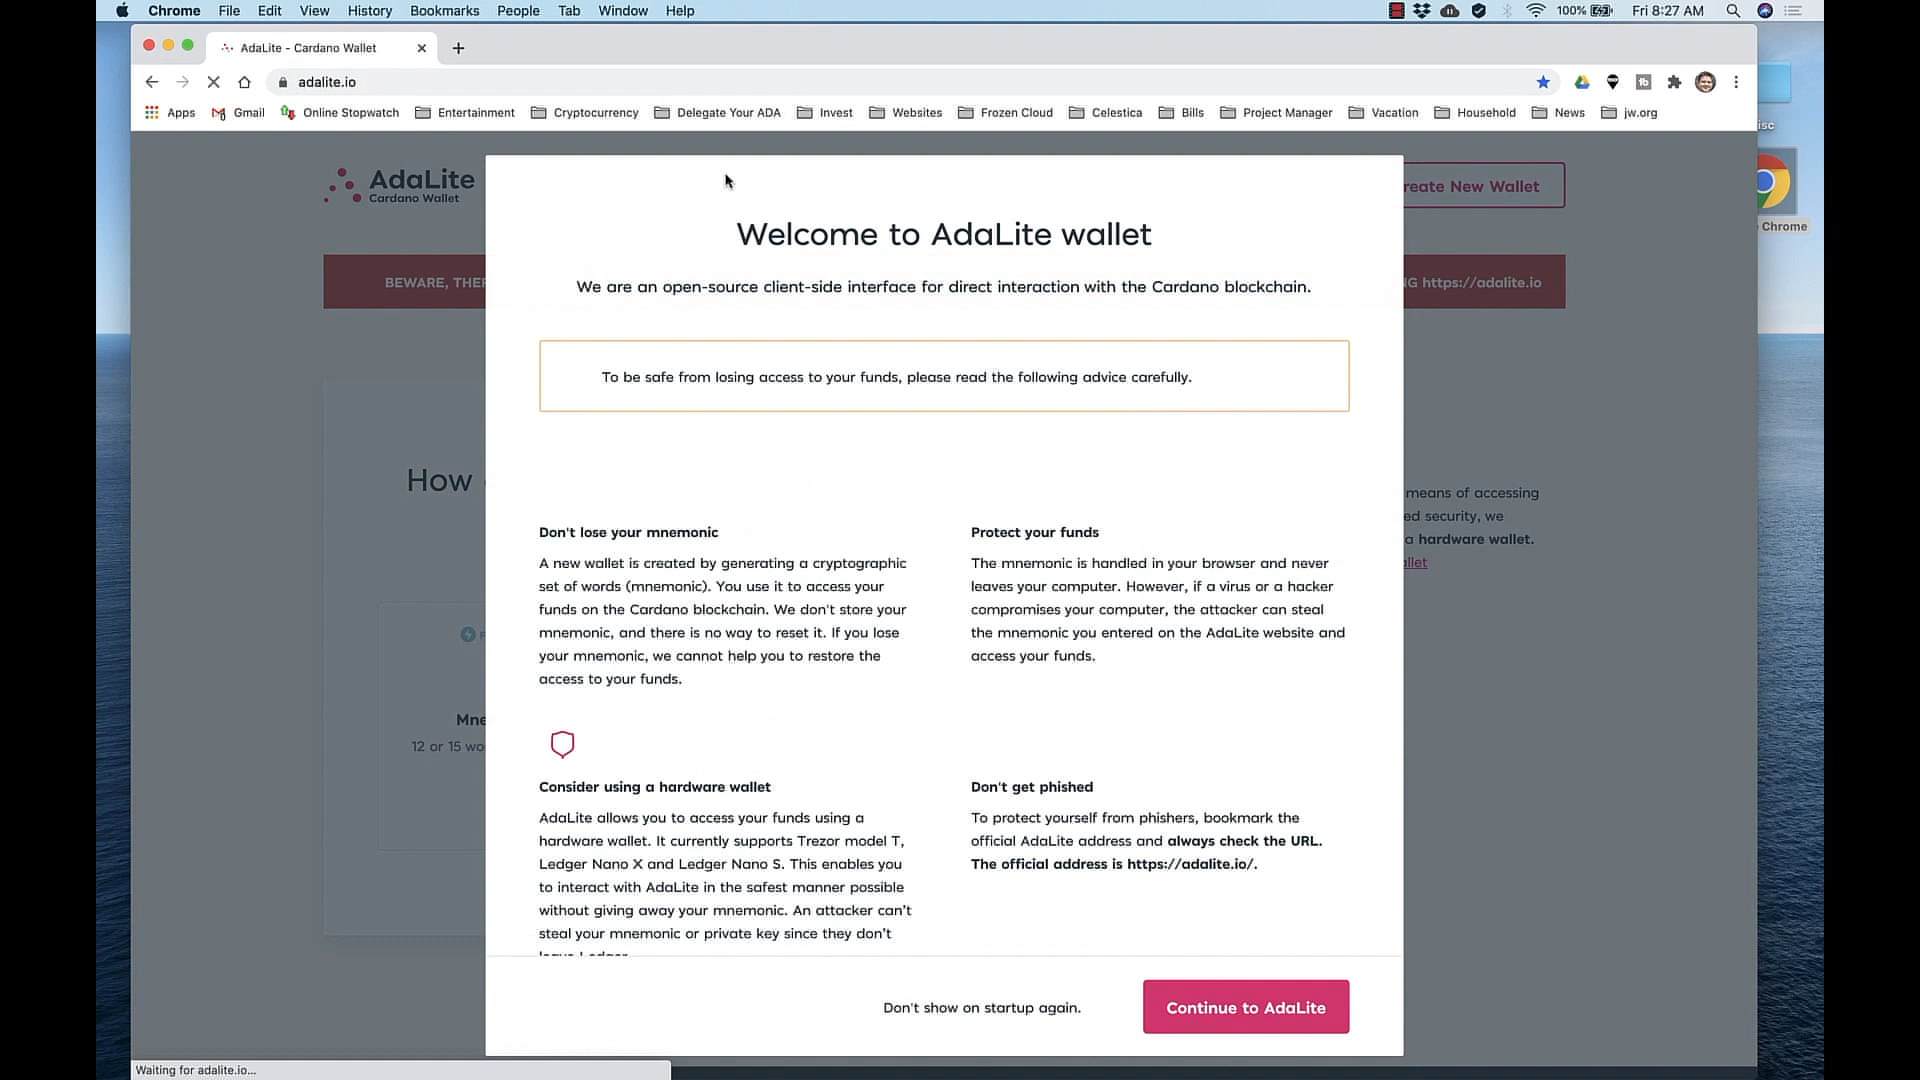 Chrome File Edit View History Bookmarks People Tab Window Help 100% Fri 8:27 AM
AdaLite - Cardano Wallet
adalite.io
Apps Gmail Online Stopwatch Entertainment Cryptocurrency Delegate Your ADA Invest Websites Frozen Cloud Celestica Bills Project Manager Vacation Household News jw.org
isc
AdaLite
Cardano Wallet
reate New Wallet
Chrome
Welcome to AdaLite wallet
BEWARE, THE
G https://adalite.io
We are an open-source client-side interface for direct interaction with the Cardano blockchain.
To be safe from losing access to your funds, please read the following advice carefully.
How
means of accessing
ed security, we
a hardware wallet.
allet
Don't lose your mnemonic
A new wallet is created by generating a cryptographic
set of words (mnemonic). You use it to access your
funds on the Cardano blockchain. We don't store your
mnemonic, and there is no way to reset it. If you lose
your mnemonic, we cannot help you to restore the
access to your funds.
Protect your funds
The mnemonic is handled in your browser and never
leaves your computer. However, if a virus or a hacker
compromises your computer, the attacker can steal
the mnemonic you entered on the AdaLite website and
access your funds.
Mne
12 or 15 wo
Consider using a hardware wallet
AdaLite allows you to access your funds using a
hardware wallet. It currently supports Trezor model T,
Ledger Nano X and Ledger Nano S. This enables you
to interact with AdaLite in the safest manner possible
without giving away your mnemonic. An attacker can't
steal your mnemonic or private key since they don't
leave Ledger.
Don't get phished
To protect yourself from phishers, bookmark the
official AdaLite address and always check the URL.
The official address is https://adalite.io/.
Don't show on startup again.
Continue to AdaLite
Waiting for adalite.io...